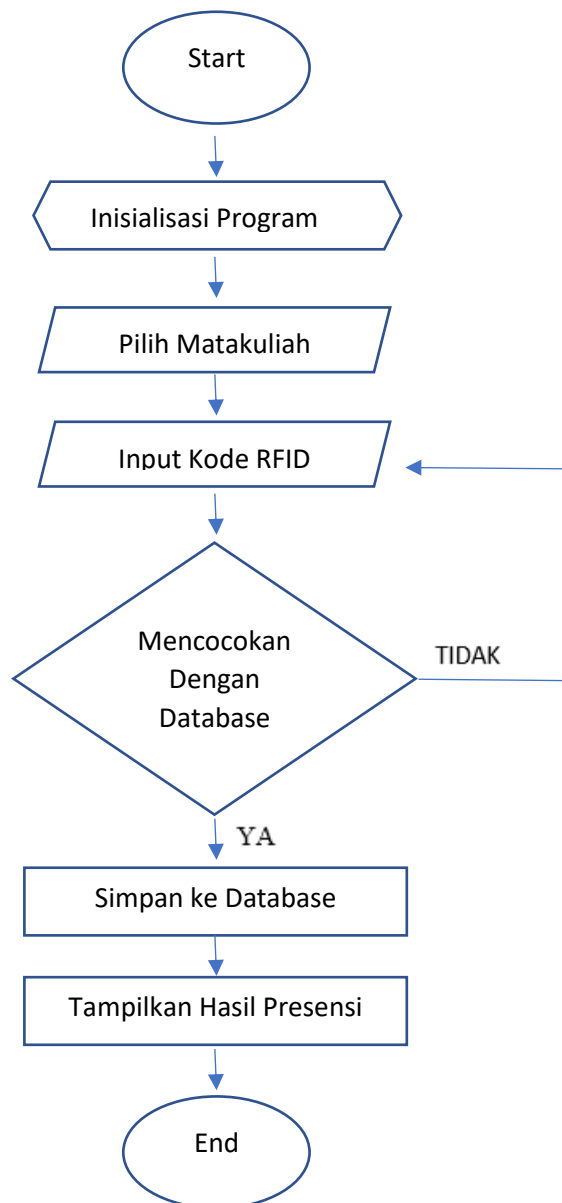 Start
Inisialisasi Program
Pilih Matakuliah
Input Kode RFID
Mencocokan
Dengan
Database
TIDAK
YA
Simpan ke Database
Tampilkan Hasil Presensi
End